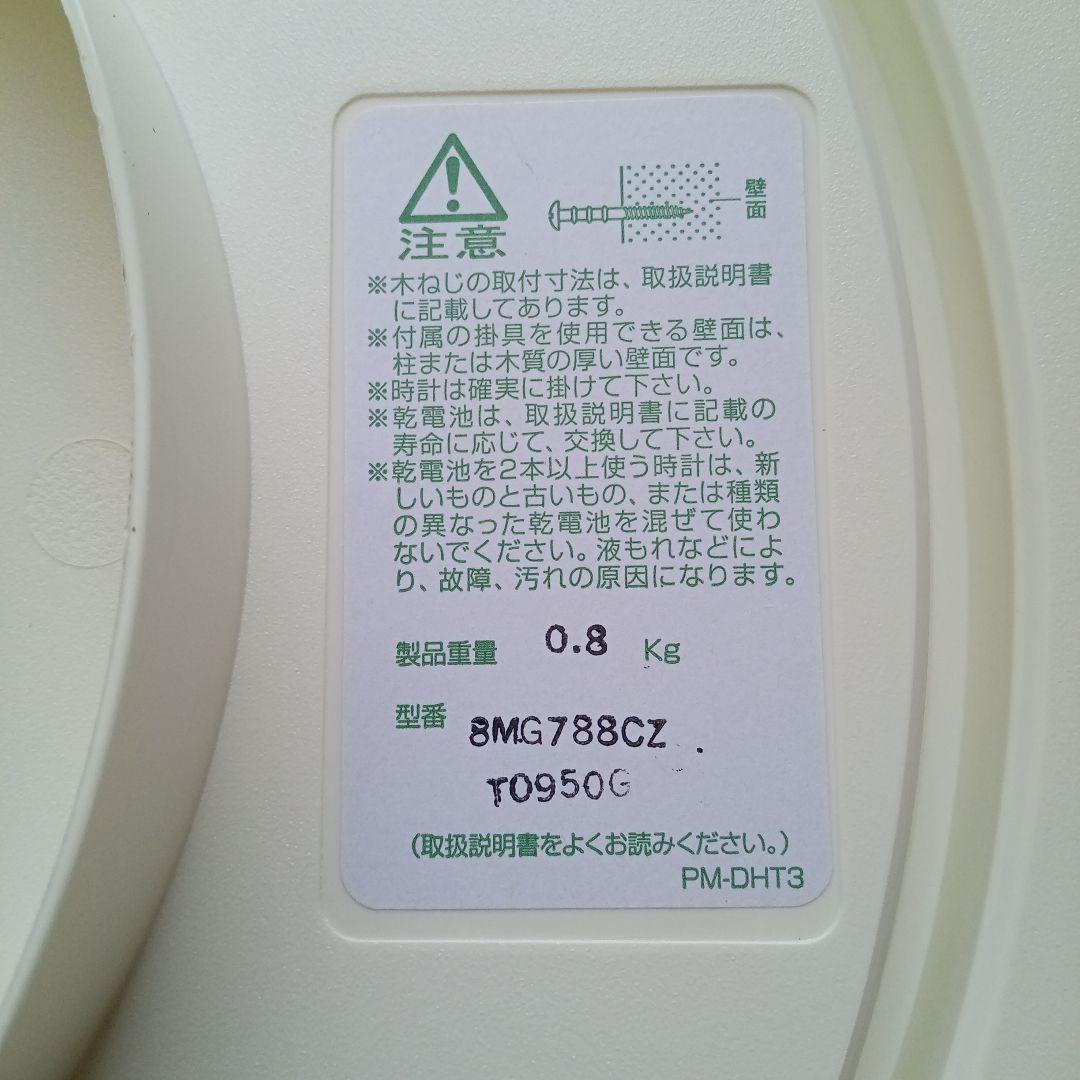 壁面
注意
※木ねじの取付寸法は、取扱説明書
に記載してあります。
※付属の掛具を使用できる壁面は、
柱または木質の厚い壁面です。
※時計は確実に掛けて下さい。
※乾電池は、取扱説明書に記載の
寿命に応じて、交換して下さい。
※乾電池を2本以上使う時計は、新
しいものと古いもの、または種類
の異なった乾電池を混ぜて使わ
ないでください。液もれなどによ
り、故障、汚れの原因になります。
製品重量 0.8 Kg
型番 8MG788CZ
T0950G
(取扱説明書をよくお読みください。)
PM-DHT3